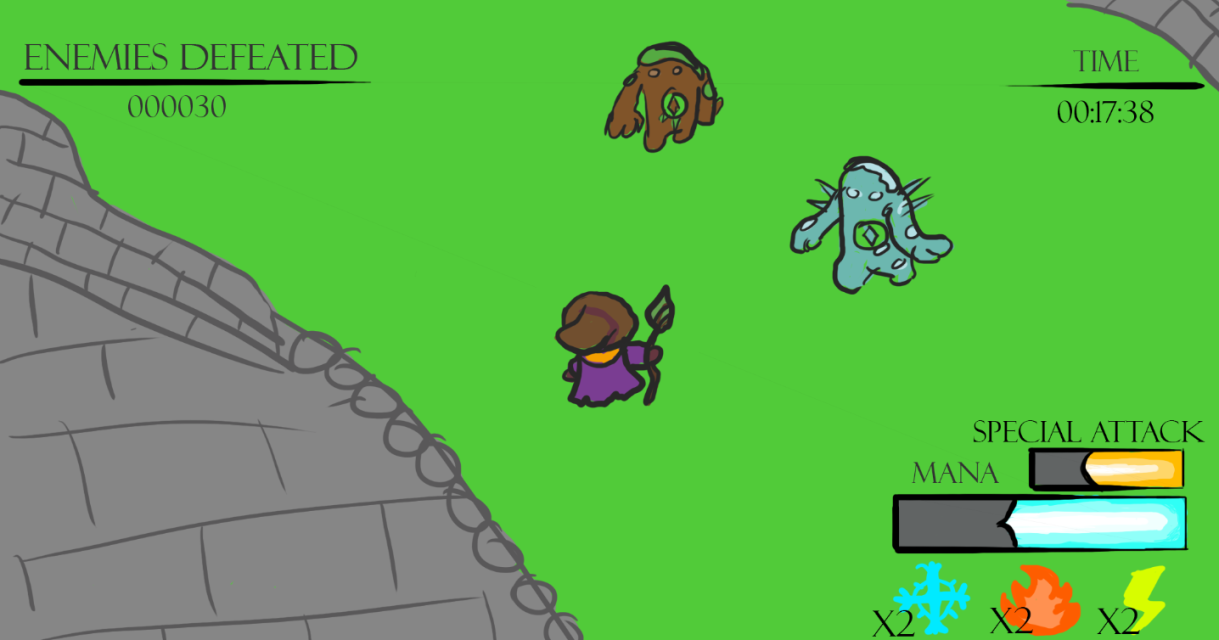 ENEMIES DEFEATED
000030
TIME
00:17:38
SPECIAL ATTACK
MANA
X2 X2 X2